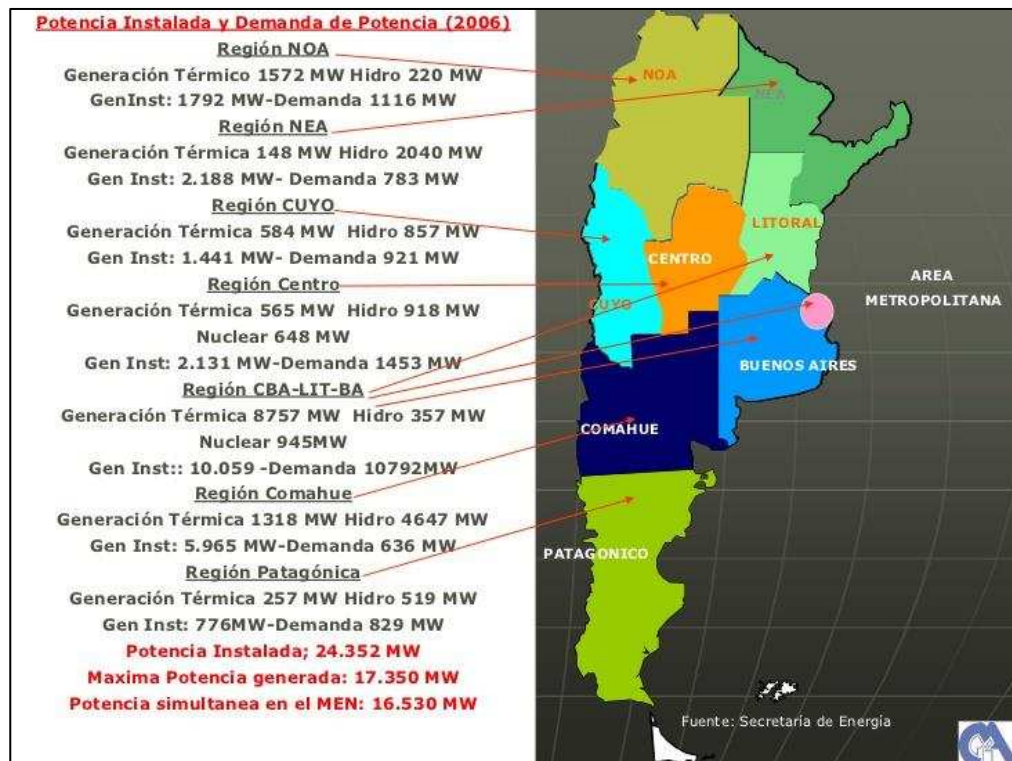 Potencia Instalada y Demanda de Potencia (2006)
Región NOA
Generación Térmico 1572 MW Hidro 220 MW
GenInst: 1792 MW-Demanda 1116 MW
Región NEA
Generación Térmica 148 MW Hidro 2040 MW
Gen Inst: 2.188 MW- Demanda 783 MW
Región CUYO
Generación Térmica 584 MW  Hidro 857 MW
Gen Inst: 1.441 MW- Demanda 921 MW
Región Centro
Generación Térmica 565 MW  Hidro 918 MW
Nuclear 648 MW
Gen Inst: 2.131 MW-Demanda 1453 MW
Región CBA-LIT-BA
Generación Térmica 8757 MW  Hidro 357 MW
Nuclear 945MW
Gen Inst:: 10.059 -Demanda 10792MW
Región Comahue
Generación Térmica 1318 MW Hidro 4647 MW
Gen Inst: 5.965 MW-Demanda 636 MW
Región Patagónica
Generación Térmica 257 MW Hidro 519 MW
Gen Inst: 776MW-Demanda 829 MW
Potencia Instalada; 24.352 MW
Maxima Potencia generada: 17.350 MW
Potencia simultanea en el MEN: 16.530 MW
NOA
NEA
LITORAL
CENTRO
CUYO
AREA
METROPOLITANA
BUENOS AIRES
COMAHUE
PATAGONICO
Fuente: Secretaría de Energía